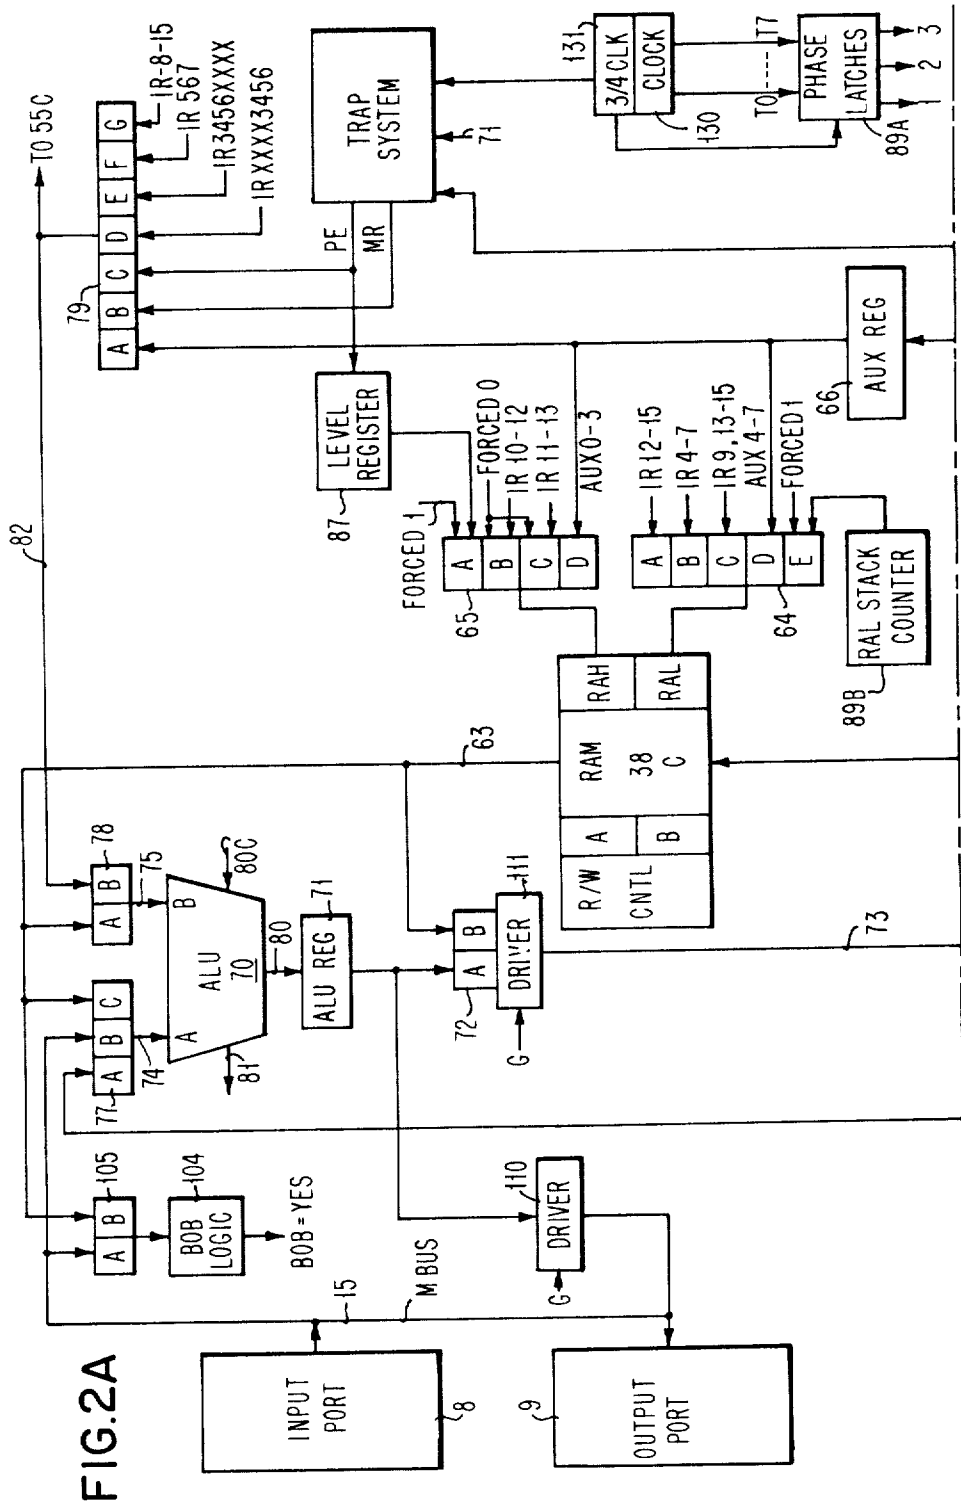 FIG.2A
INPUT
PORT
8
OUTPUT
PORT
9
15
M BUS
A B
105
BOB
LOGIC
104
BOB=YES
G
DRIVER
110
A B C
77
74
A B
78
75
82
A B
ALU
70
80C
81
80
ALU REG
71
A B
72
DRIVER
111
G
73
63
R/W
CNTL
A
B
RAM
38
C
RAH
RAL
65
A
B
C
D
FORCED 1
FORCED 0
IR 10-12
IR 11-13
AUX 0-3
64
A
B
C
D
E
IR 12-15
IR 4-7
IR 9, 13-15
AUX 4-7
FORCED 1
RAL STACK
COUNTER
89B
LEVEL
REGISTER
87
66
AUX REG
79
A B C D E F G
TO 55C
IR-8-15
IR 567
IR3456XXXX
IRXXXX3456
PE
MR
TRAP
SYSTEM
71
131
3/4 CLK
CLOCK
130
T0-----T7
PHASE
LATCHES
89A
1 2 3